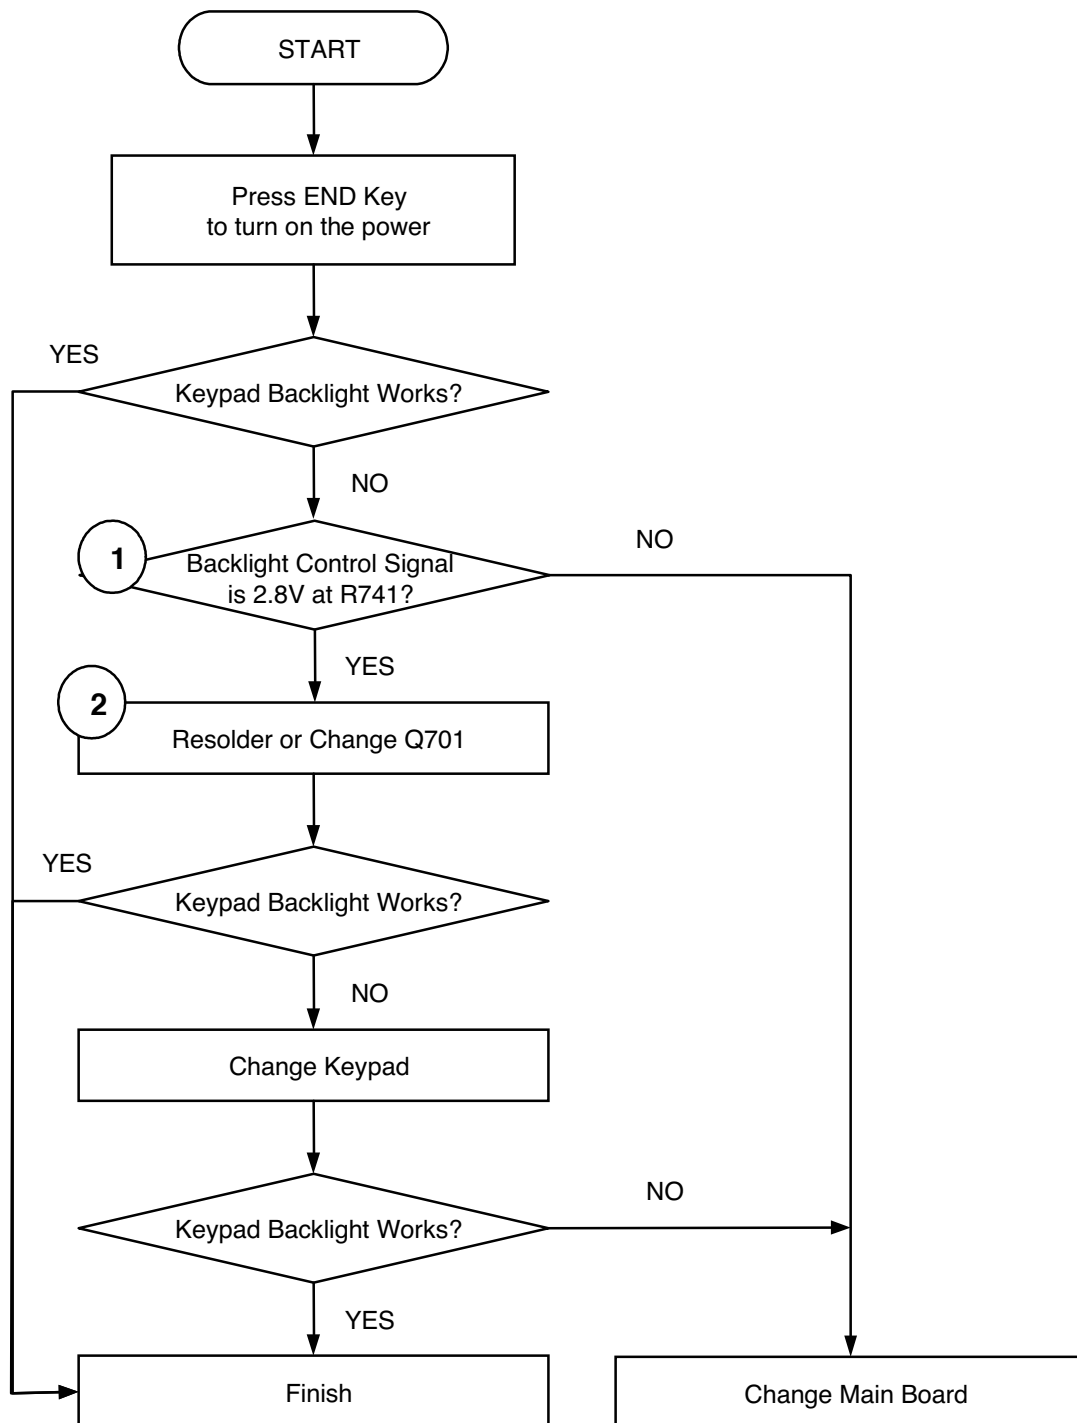 START
Press END Key
to turn on the power
YES
Keypad Backlight Works?
NO
1
Backlight Control Signal
is 2.8V at R741?
NO
YES
2
Resolder or Change Q701
YES
Keypad Backlight Works?
NO
Change Keypad
Keypad Backlight Works?
NO
YES
Finish
Change Main Board